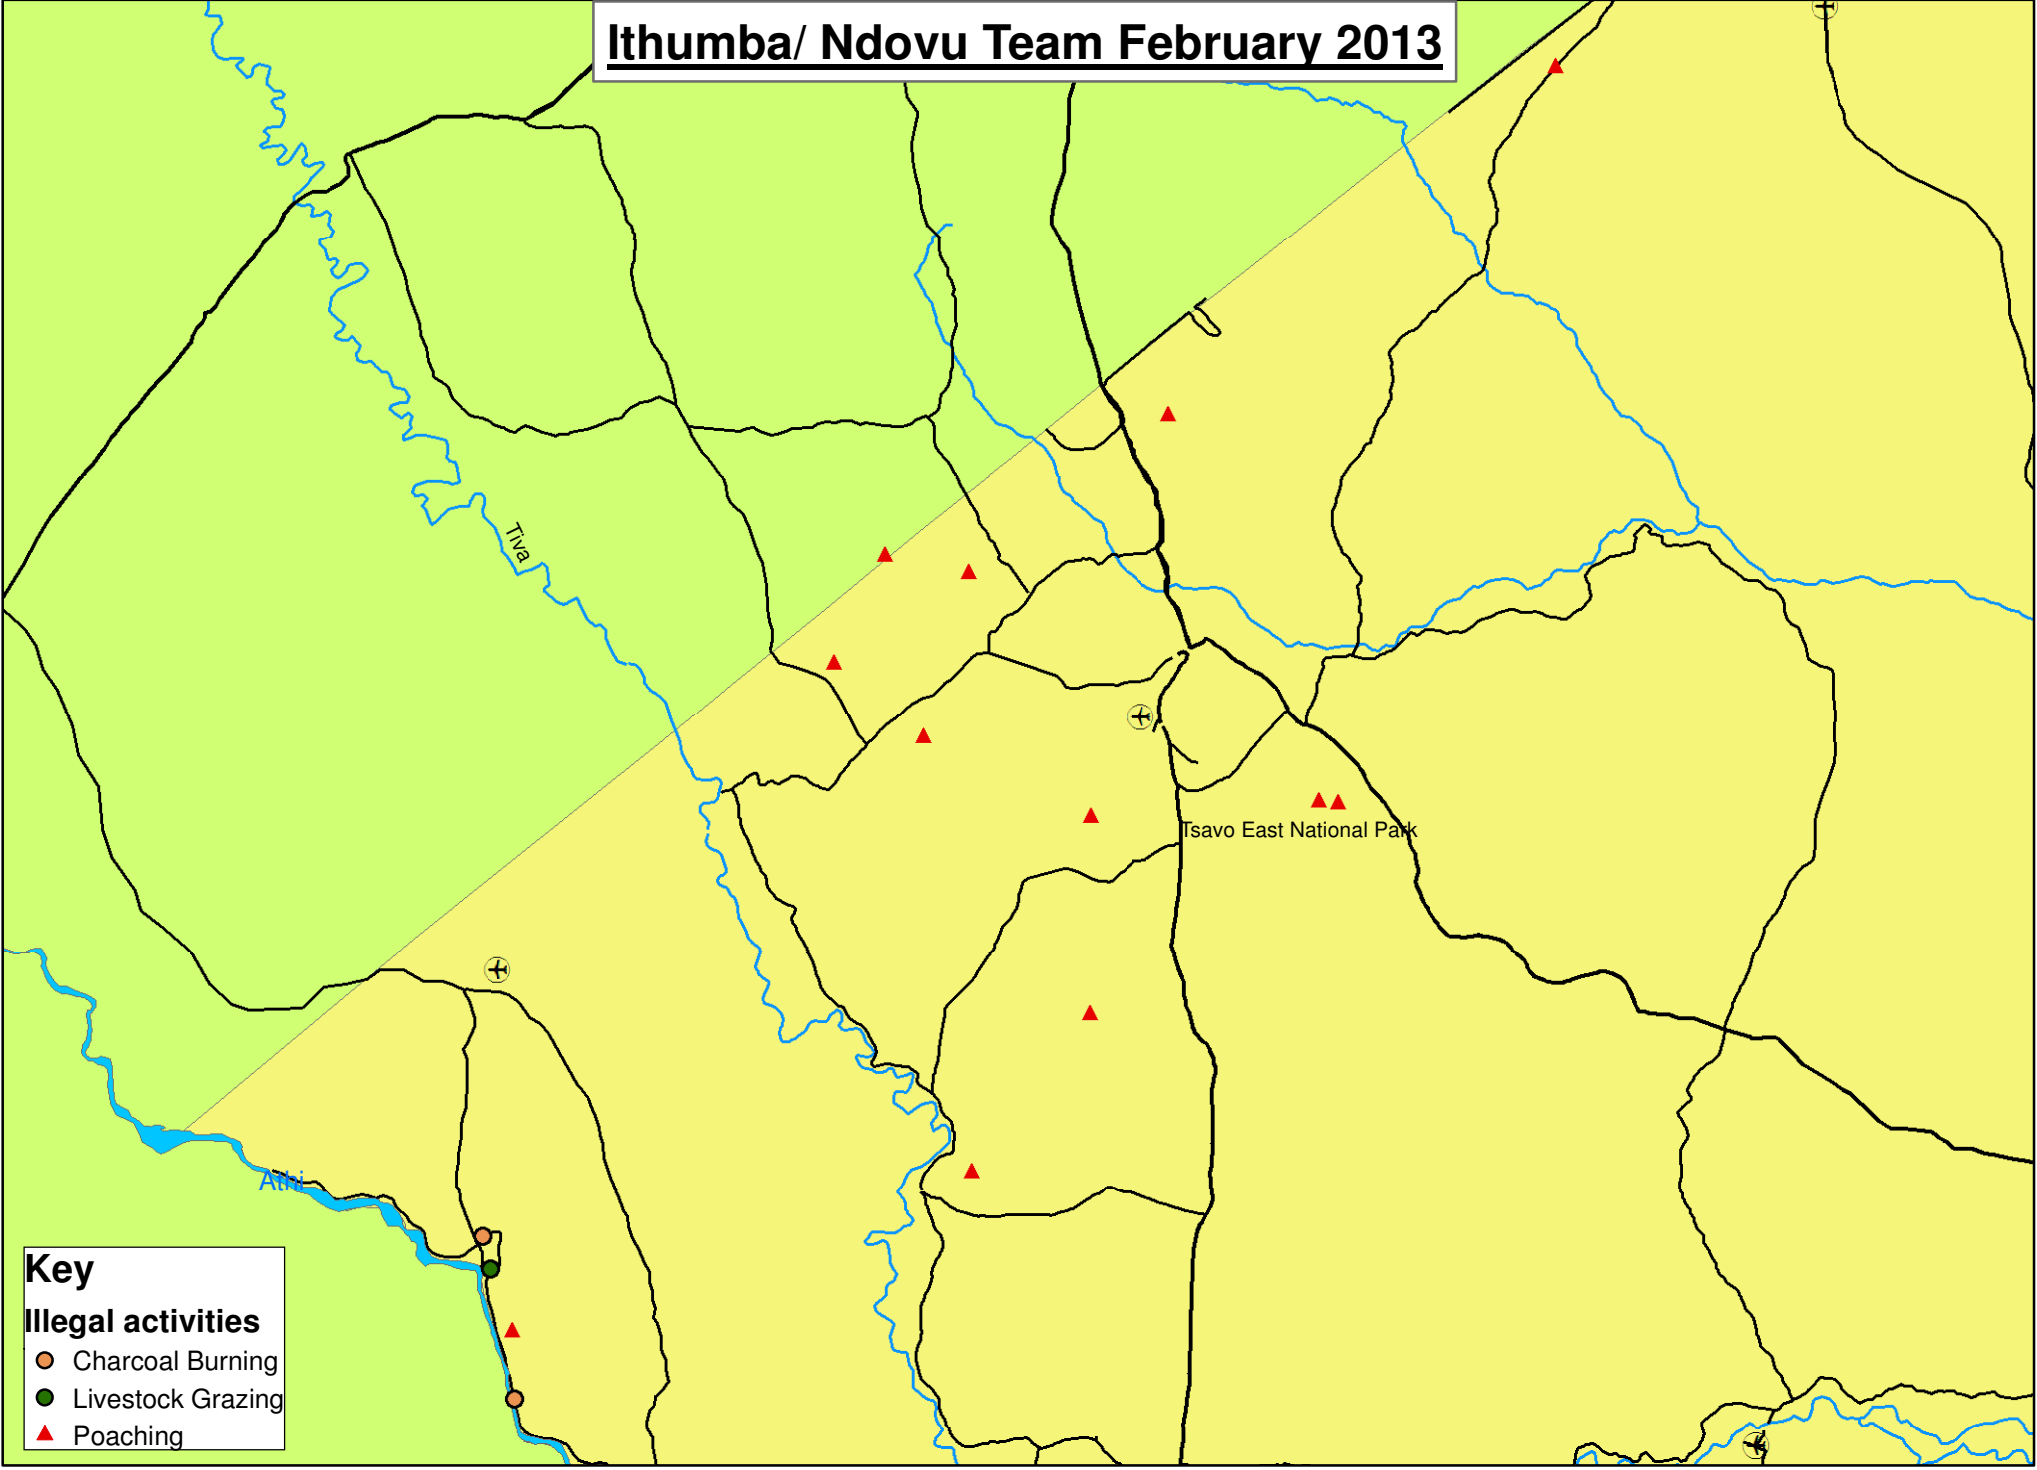 Ithumba/ Ndovu Team February 2013
Tiva
Tsavo East National Park
Athi
Key
Illegal activities
Charcoal Burning
Livestock Grazing
Poaching